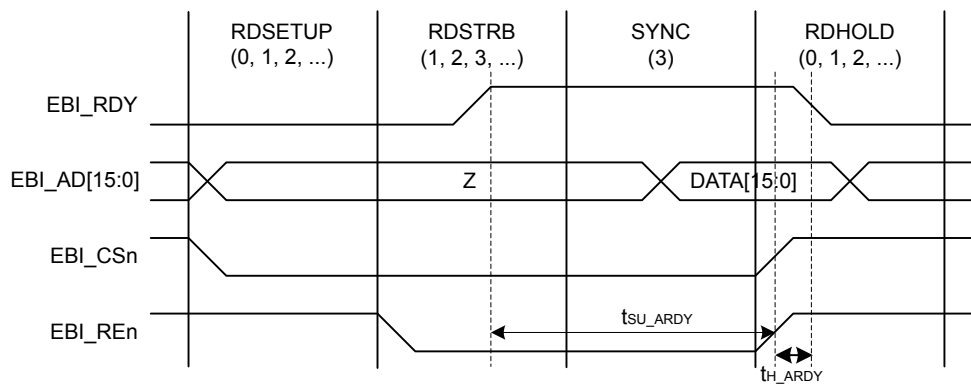 RDSETUP
(0, 1, 2, ...)
RDSTRB
(1, 2, 3, ...)
SYNC
(3)
RDHOLD
(0, 1, 2, ...)
EBI_RDY
EBI_AD[15:0]
Z
DATA[15:0]
EBI_CSn
EBI_REn
tSU_ARDY
tH_ARDY